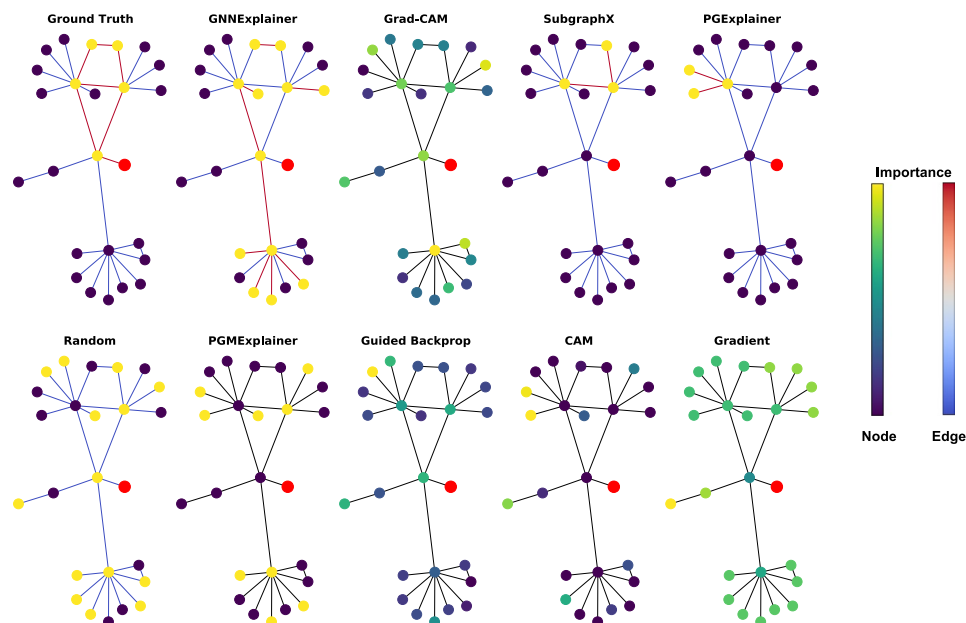 Ground Truth
GNNExplainer
Grad-CAM
SubgraphX
PGExplainer
Importance
Node
Edge
Random
PGMExplainer
Guided Backprop
CAM
Gradient